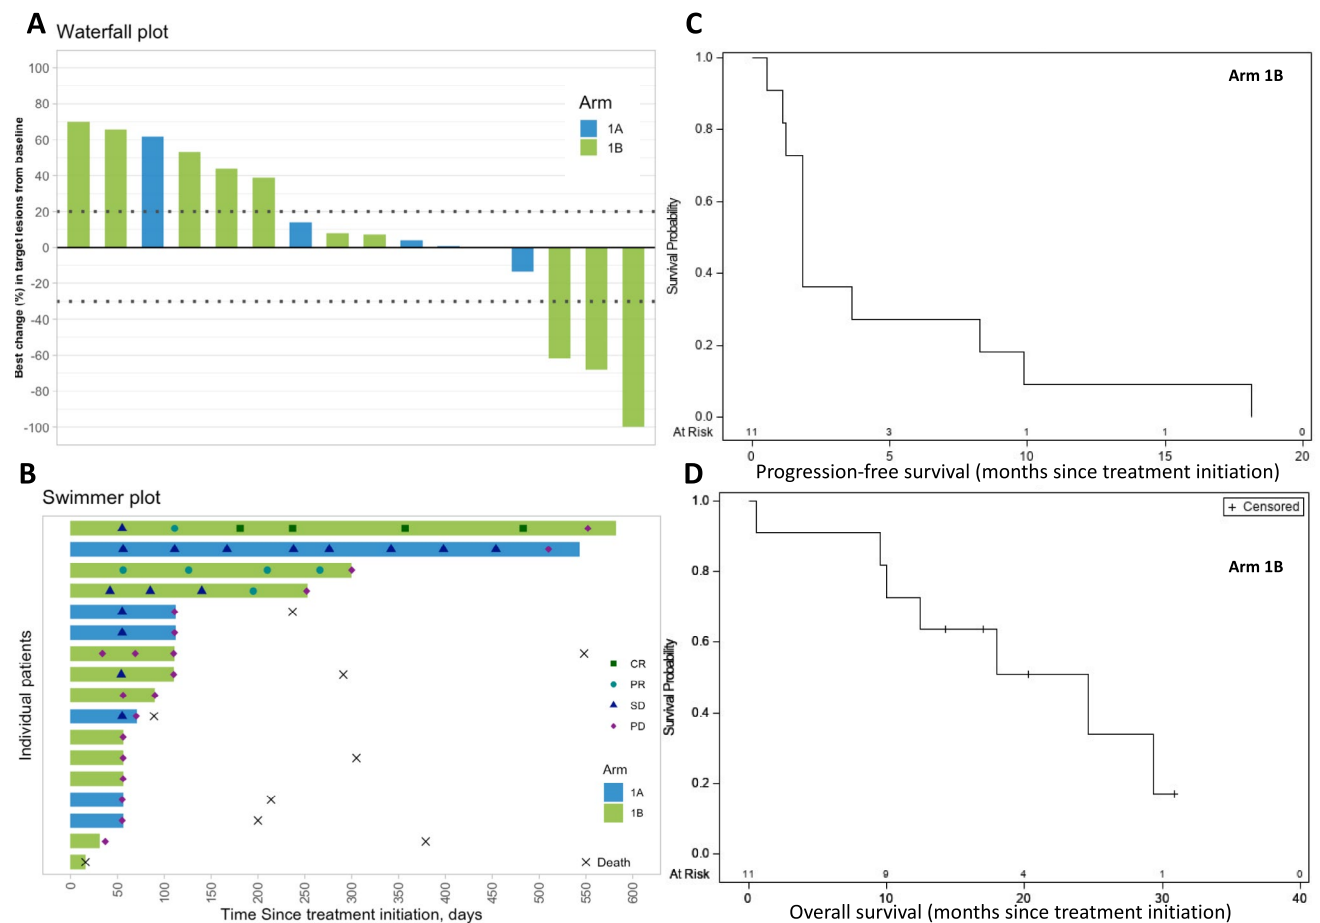 A
Waterfall plot
Best change (%) in target lesions from baseline
100
80
60
40
20
0
-20
-40
-60
-80
-100
Arm
1A
1B
B
Swimmer plot
Individual patients
CR
PR
SD
PD
Arm
1A
1B
Death
0 50 100 150 200 250 300 350 400 450 500 550 600
Time Since treatment initiation, days
C
Arm 1B
Survival Probability
1.0
0.8
0.6
0.4
0.2
0.0
At Risk 11 3 1 1 0
0 5 10 15 20
Progression-free survival (months since treatment initiation)
D
+ Censored
Arm 1B
Survival Probability
1.0
0.8
0.6
0.4
0.2
0.0
At Risk 11 9 4 1 0
0 10 20 30 40
Overall survival (months since treatment initiation)